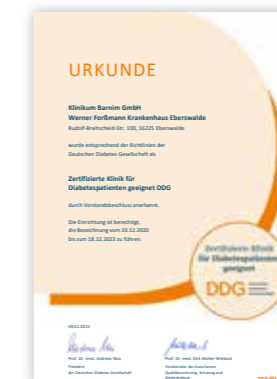 URKUNDE
Klinikum Barnim GmbH
Werner Forßmann Krankenhaus Eberswalde
Rudolf-Breitscheid-Str. 100, 16225 Eberswalde
wurde entsprechend der Richtlinien der
Deutschen Diabetes Gesellschaft als
Zertifizierte Klinik für
Diabetespatienten geeignet DDG
durch Vorstandsbeschluss anerkannt.
Die Einrichtung ist berechtigt,
die Bezeichnung vom 19.12.2020
bis zum 18.12.2023 zu führen.
Zertifizierte Klinik
für Diabetespatienten
geeignet
DDG
09.02.2022
Prof. Dr. med. Andreas Neu
Präsident
der Deutschen Diabetes Gesellschaft
Prof. Dr. med. Dirk Müller-Wieland
Vorsitzender des Ausschusses
Qualitätssicherung, Schulung und
Weiterbildung